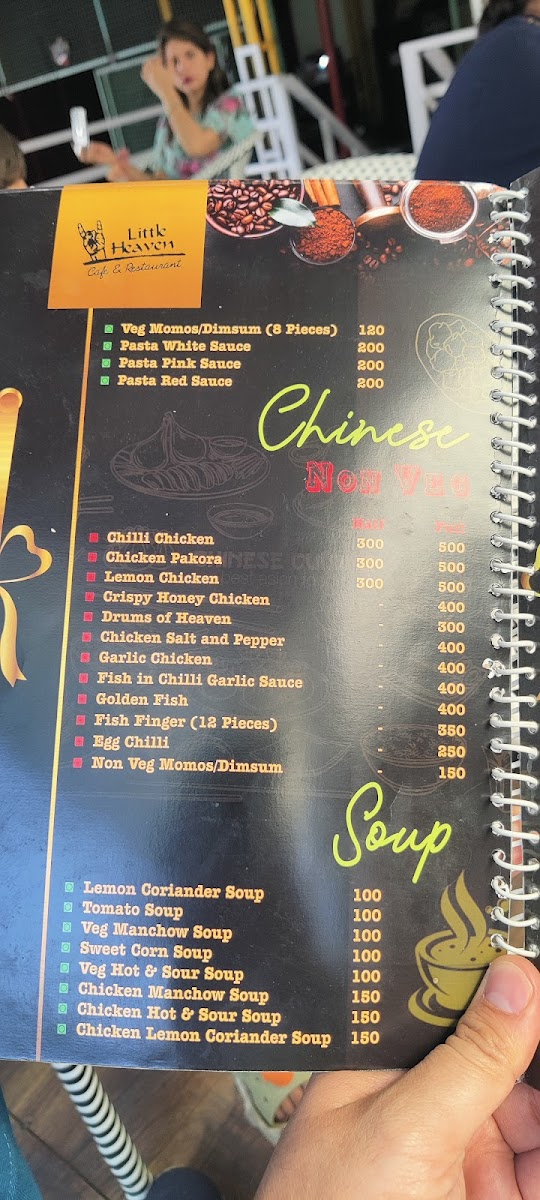 Little
Heaven
Cafe & Restaurant
Veg Momos/Dimsum (8 Pieces) 120
Pasta White Sauce 200
Pasta Pink Sauce 200
Pasta Red Sauce 200
Chinese
Non Veg
Half Full
Chilli Chicken 300 500
Chicken Pakora 300 500
Lemon Chicken 300 500
Crispy Honey Chicken - 400
Drums of Heaven - 300
Chicken Salt and Pepper - 400
Garlic Chicken - 400
Fish in Chilli Garlic Sauce - 400
Golden Fish - 400
Fish Finger (12 Pieces) - 350
Egg Chilli - 250
Non Veg Momos/Dimsum - 150
Soup
Lemon Coriander Soup 100
Tomato Soup 100
Veg Manchow Soup 100
Sweet Corn Soup 100
Veg Hot & Sour Soup 100
Chicken Manchow Soup 150
Chicken Hot & Sour Soup 150
Chicken Lemon Coriander Soup 150